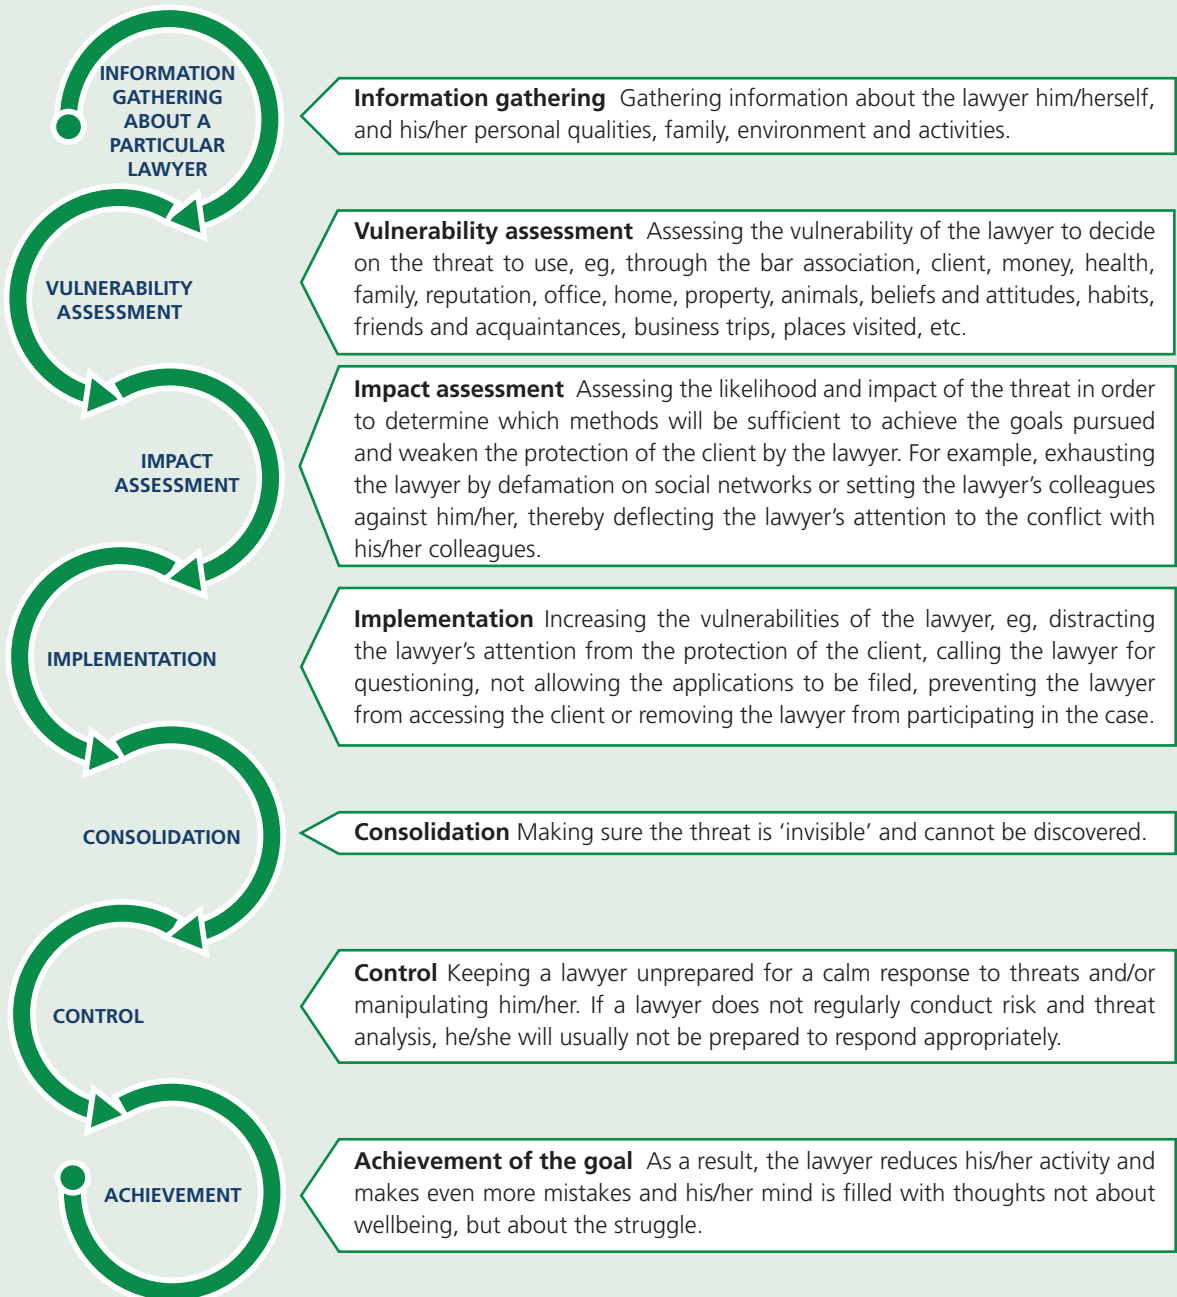 INFORMATION
GATHERING
ABOUT A
PARTICULAR
LAWYER
Information gathering Gathering information about the lawyer him/herself,
and his/her personal qualities, family, environment and activities.
VULNERABILITY
ASSESSMENT
Vulnerability assessment Assessing the vulnerability of the lawyer to decide
on the threat to use, eg, through the bar association, client, money, health,
family, reputation, office, home, property, animals, beliefs and attitudes, habits,
friends and acquaintances, business trips, places visited, etc.
IMPACT
ASSESSMENT
Impact assessment Assessing the likelihood and impact of the threat in order
to determine which methods will be sufficient to achieve the goals pursued
and weaken the protection of the client by the lawyer. For example, exhausting
the lawyer by defamation on social networks or setting the lawyer's colleagues
against him/her, thereby deflecting the lawyer's attention to the conflict with
his/her colleagues.
IMPLEMENTATION
Implementation Increasing the vulnerabilities of the lawyer, eg, distracting
the lawyer's attention from the protection of the client, calling the lawyer for
questioning, not allowing the applications to be filed, preventing the lawyer
from accessing the client or removing the lawyer from participating in the case.
CONSOLIDATION
Consolidation Making sure the threat is 'invisible' and cannot be discovered.
CONTROL
Control Keeping a lawyer unprepared for a calm response to threats and/or
manipulating him/her. If a lawyer does not regularly conduct risk and threat
analysis, he/she will usually not be prepared to respond appropriately.
ACHIEVEMENT
Achievement of the goal As a result, the lawyer reduces his/her activity and
makes even more mistakes and his/her mind is filled with thoughts not about
wellbeing, but about the struggle.